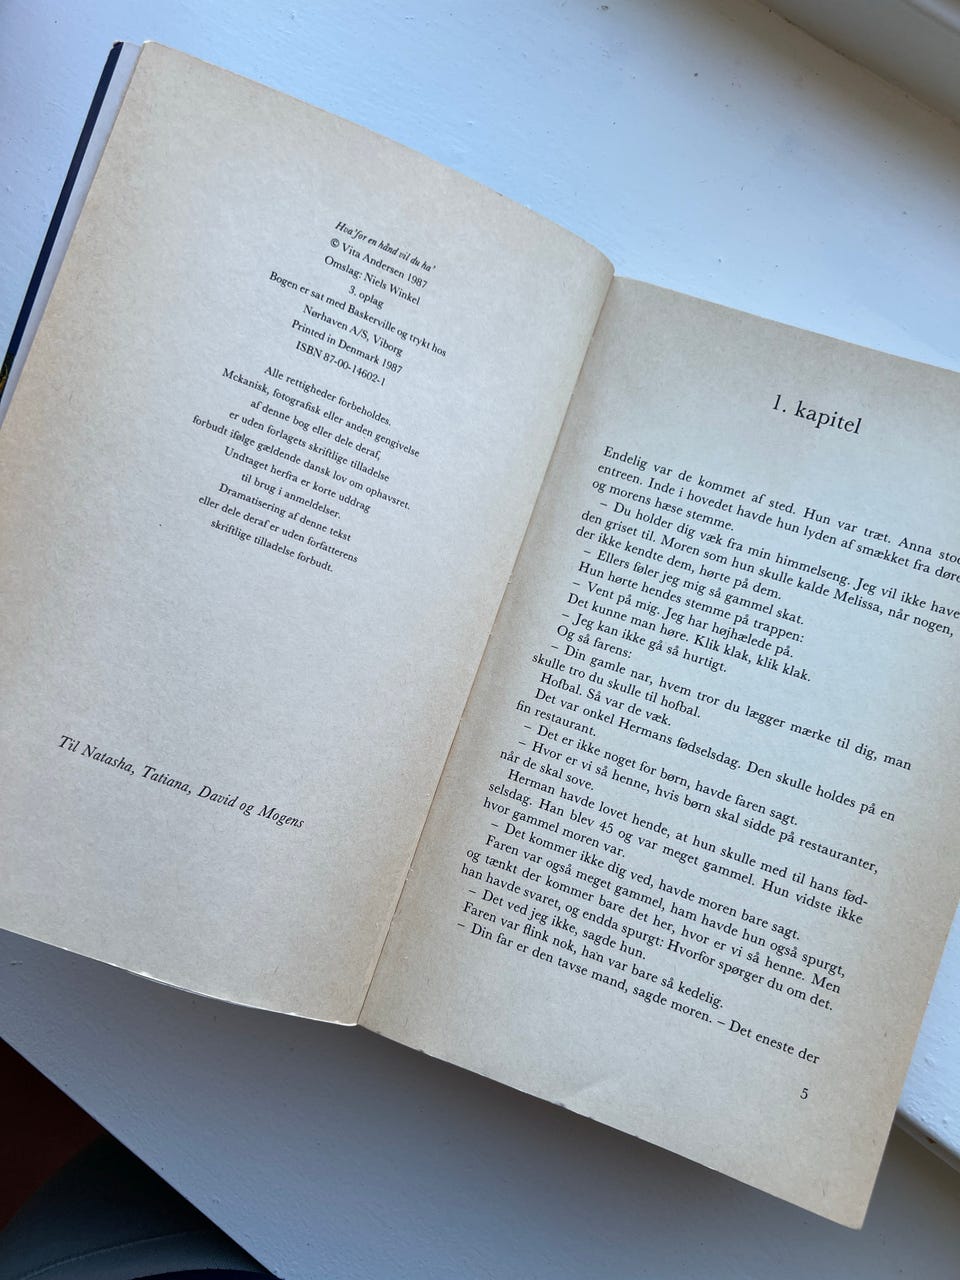 Hva'for en hånd vil du ha'
© Vita Andersen 1987
Omslag: Niels Winkel
3. oplag
Bogen er sat med Baskerville og trykt hos
Nørhaven A/S, Viborg
Printed in Denmark 1987
ISBN 87-00-14602-1
Alle rettigheder forbeholdes.
Mekanisk, fotografisk eller anden gengivelse
af denne bog eller dele deraf,
er uden forlagets skriftlige tilladelse
forbudt ifølge gældende dansk lov om ophavsret.
Undtaget herfra er korte uddrag
til brug i anmeldelser.
Dramatisering af denne tekst
eller dele deraf er uden forfatterens
skriftlige tilladelse forbudt.
Til Natasha, Tatiana, David og Mogens
1. kapitel
Endelig var de kommet af sted. Hun var træt. Anna stod
entreen. Inde i hovedet havde hun lyden af smækket fra døre
og morens hæse stemme.
– Du holder dig væk fra min himmelseng. Jeg vil ikke have
den griset til. Moren som hun skulle kalde Melissa, når nogen,
der ikke kendte dem, hørte på dem.
– Ellers føler jeg mig så gammel skat.
Hun hørte hendes stemme på trappen:
– Vent på mig. Jeg har højhælede på.
Det kunne man høre. Klik klak, klik klak.
– Jeg kan ikke gå så hurtigt.
Og så farens:
– Din gamle nar, hvem tror du lægger mærke til dig, man
skulle tro du skulle til hofbal.
Hofbal. Så var de væk.
Det var onkel Hermans fødselsdag. Den skulle holdes på en
fin restaurant.
– Det er ikke noget for børn, havde faren sagt.
– Hvor er vi så henne, hvis børn skal sidde på restauranter,
når de skal sove.
Herman havde lovet hende, at hun skulle med til hans fød-
selsdag. Han blev 45 og var meget gammel. Hun vidste ikke
hvor gammel moren var.
– Det kommer ikke dig ved, havde moren bare sagt.
Faren var også meget gammel, ham havde hun også spurgt,
og tænkt der kommer bare det her, hvor er vi så henne. Men
han havde svaret, og endda spurgt: Hvorfor spørger du om det.
– Det ved jeg ikke, sagde hun.
Faren var flink nok, han var bare så kedelig.
– Din far er den tavse mand, sagde moren. – Det eneste der
5